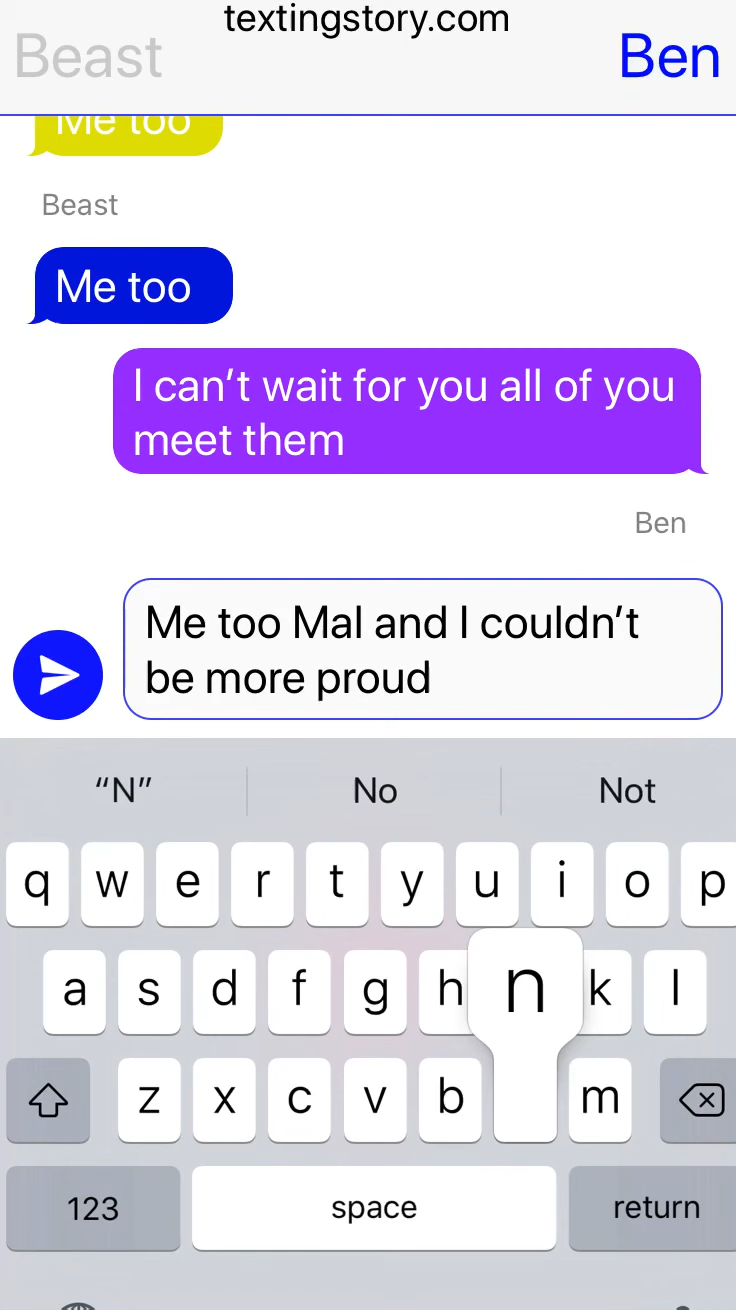 textingstory.com
Beast
Ben
Me too
Beast
Me too
I can’t wait for you all of you
meet them
Ben
Me too Mal and I couldn’t
be more proud
“N”
No
Not
q w e r t y u i o p
a s d f g h n k l
z x c v b m
123
space
return